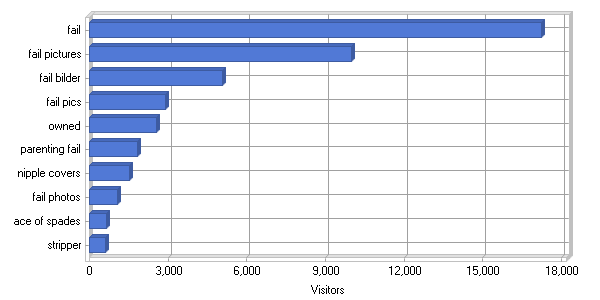 fail
fail pictures
fail bilder
fail pics
owned
parenting fail
nipple covers
fail photos
ace of spades
stripper
0 3,000 6,000 9,000 12,000 15,000 18,000
Visitors